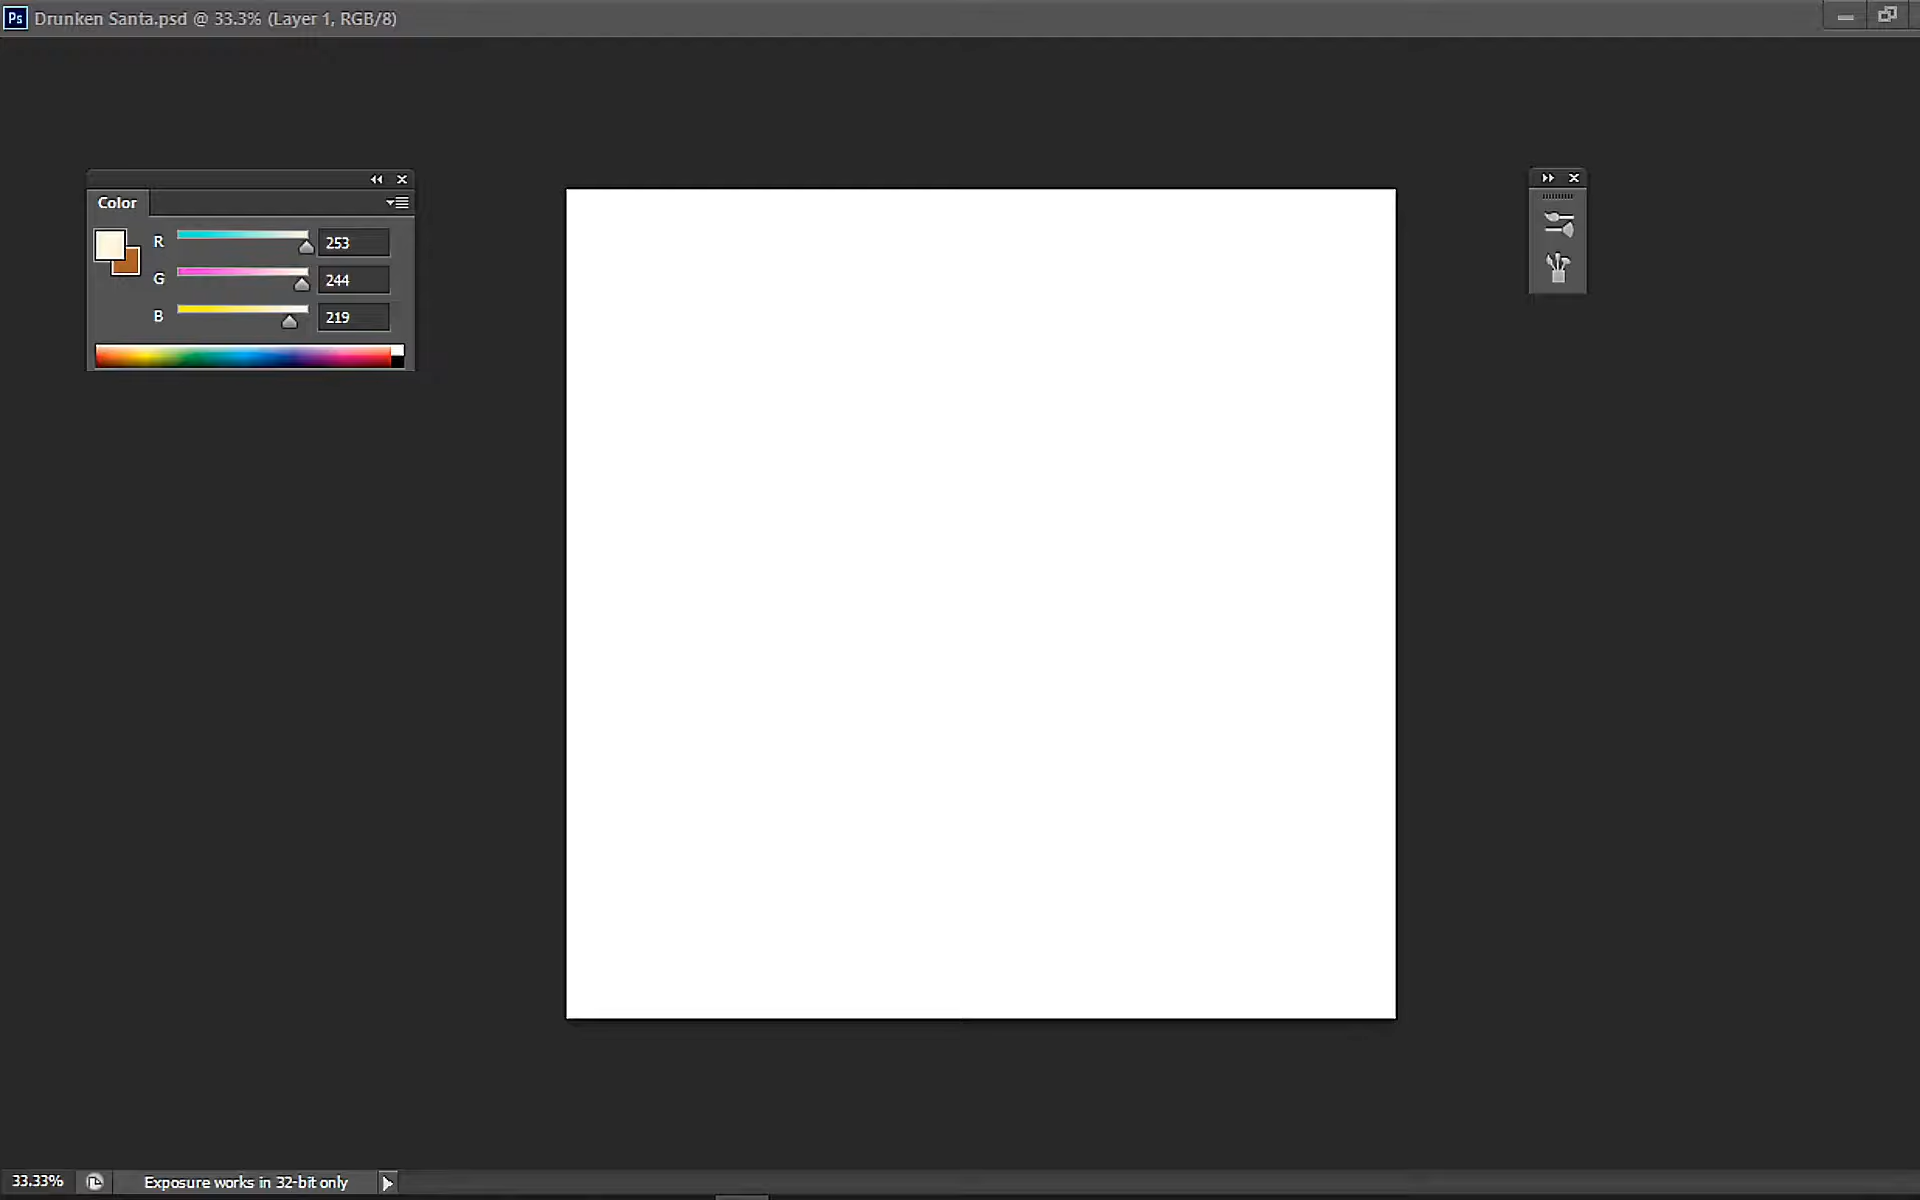 Ps Drunken Santa.psd @ 33.3% (Layer 1, RGB/8)
Color
R 253
G 244
B 219
33.33% Exposure works in 32-bit only